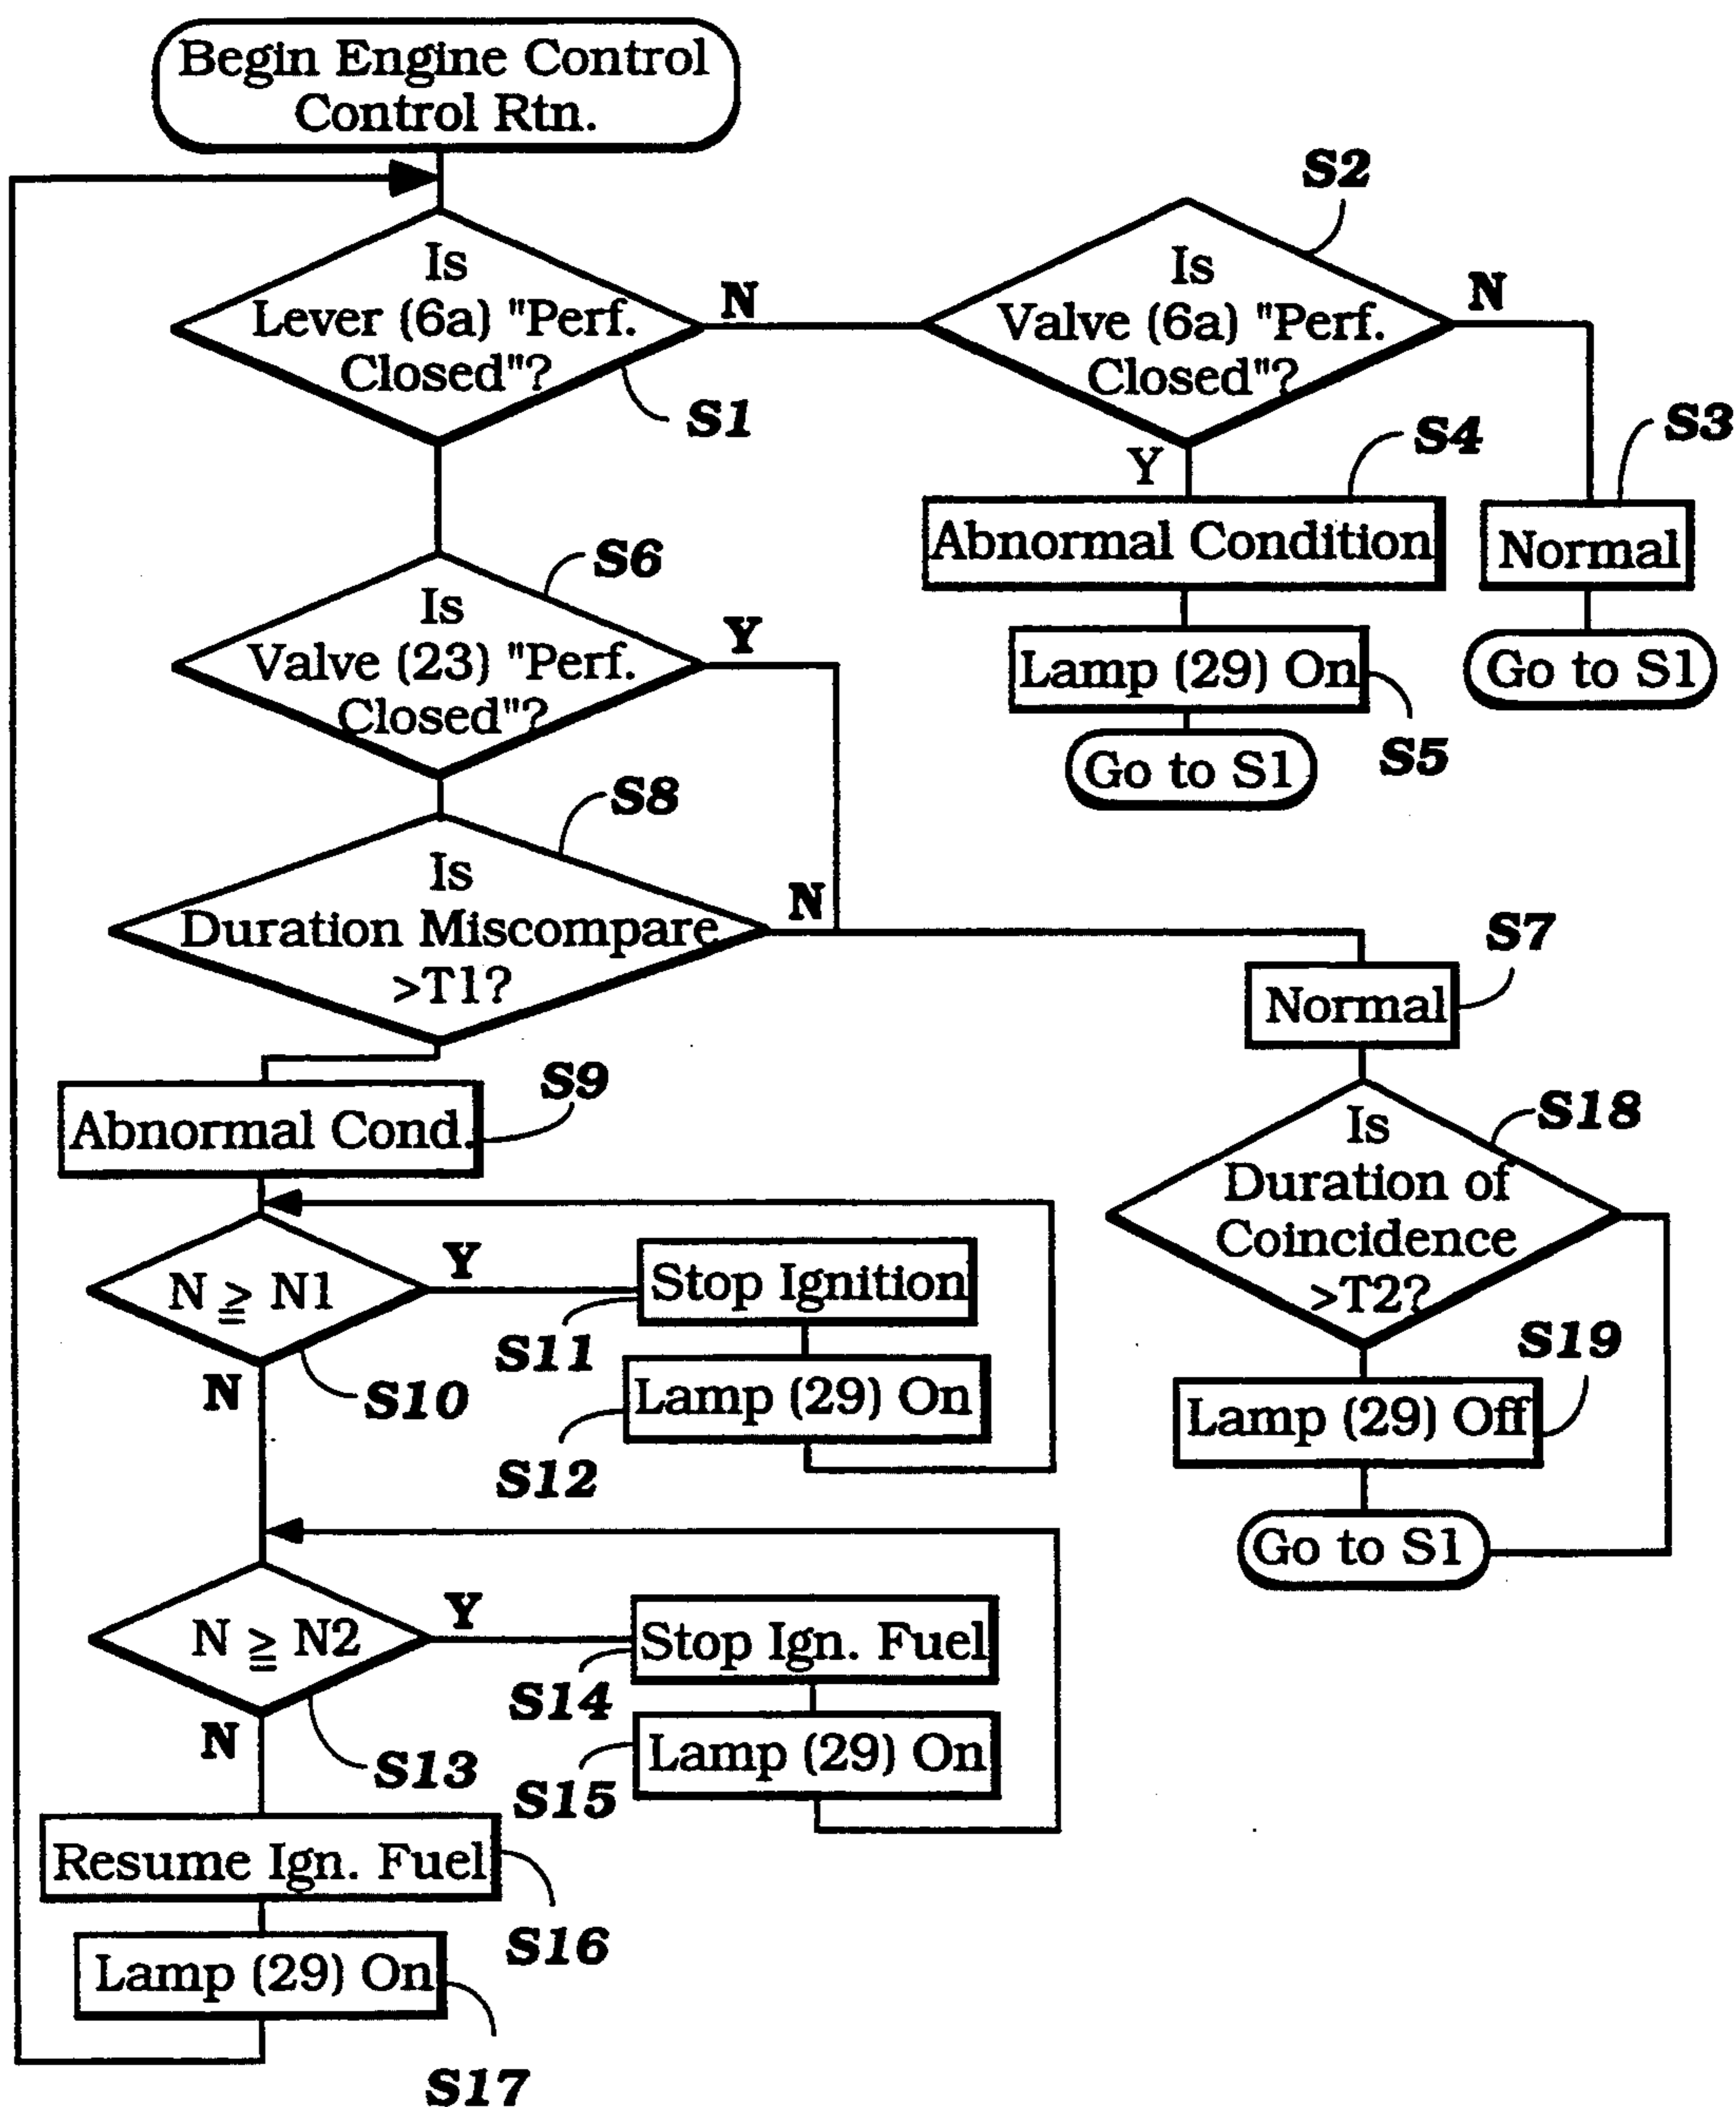 Begin Engine Control
Control Rtn.
Is
Lever (6a) "Perf.
Closed"?
N
S1
S2
Is
Valve (6a) "Perf.
Closed"?
N
Y
S4
S3
Abnormal Condition
Normal
Lamp (29) On
S5
Go to S1
Go to S1
S6
Is
Valve (23) "Perf.
Closed"?
Y
S8
Is
Duration Miscompare
>T1?
N
S7
Normal
S9
Abnormal Cond.
S18
Is
Duration of
Coincidence
>T2?
S19
Lamp (29) Off
Go to S1
N ≧ N1
Y
S11
Stop Ignition
N
S10
Lamp (29) On
S12
N ≧ N2
Y
Stop Ign. Fuel
S14
N
S13
Lamp (29) On
S15
Resume Ign. Fuel
S16
Lamp (29) On
S17